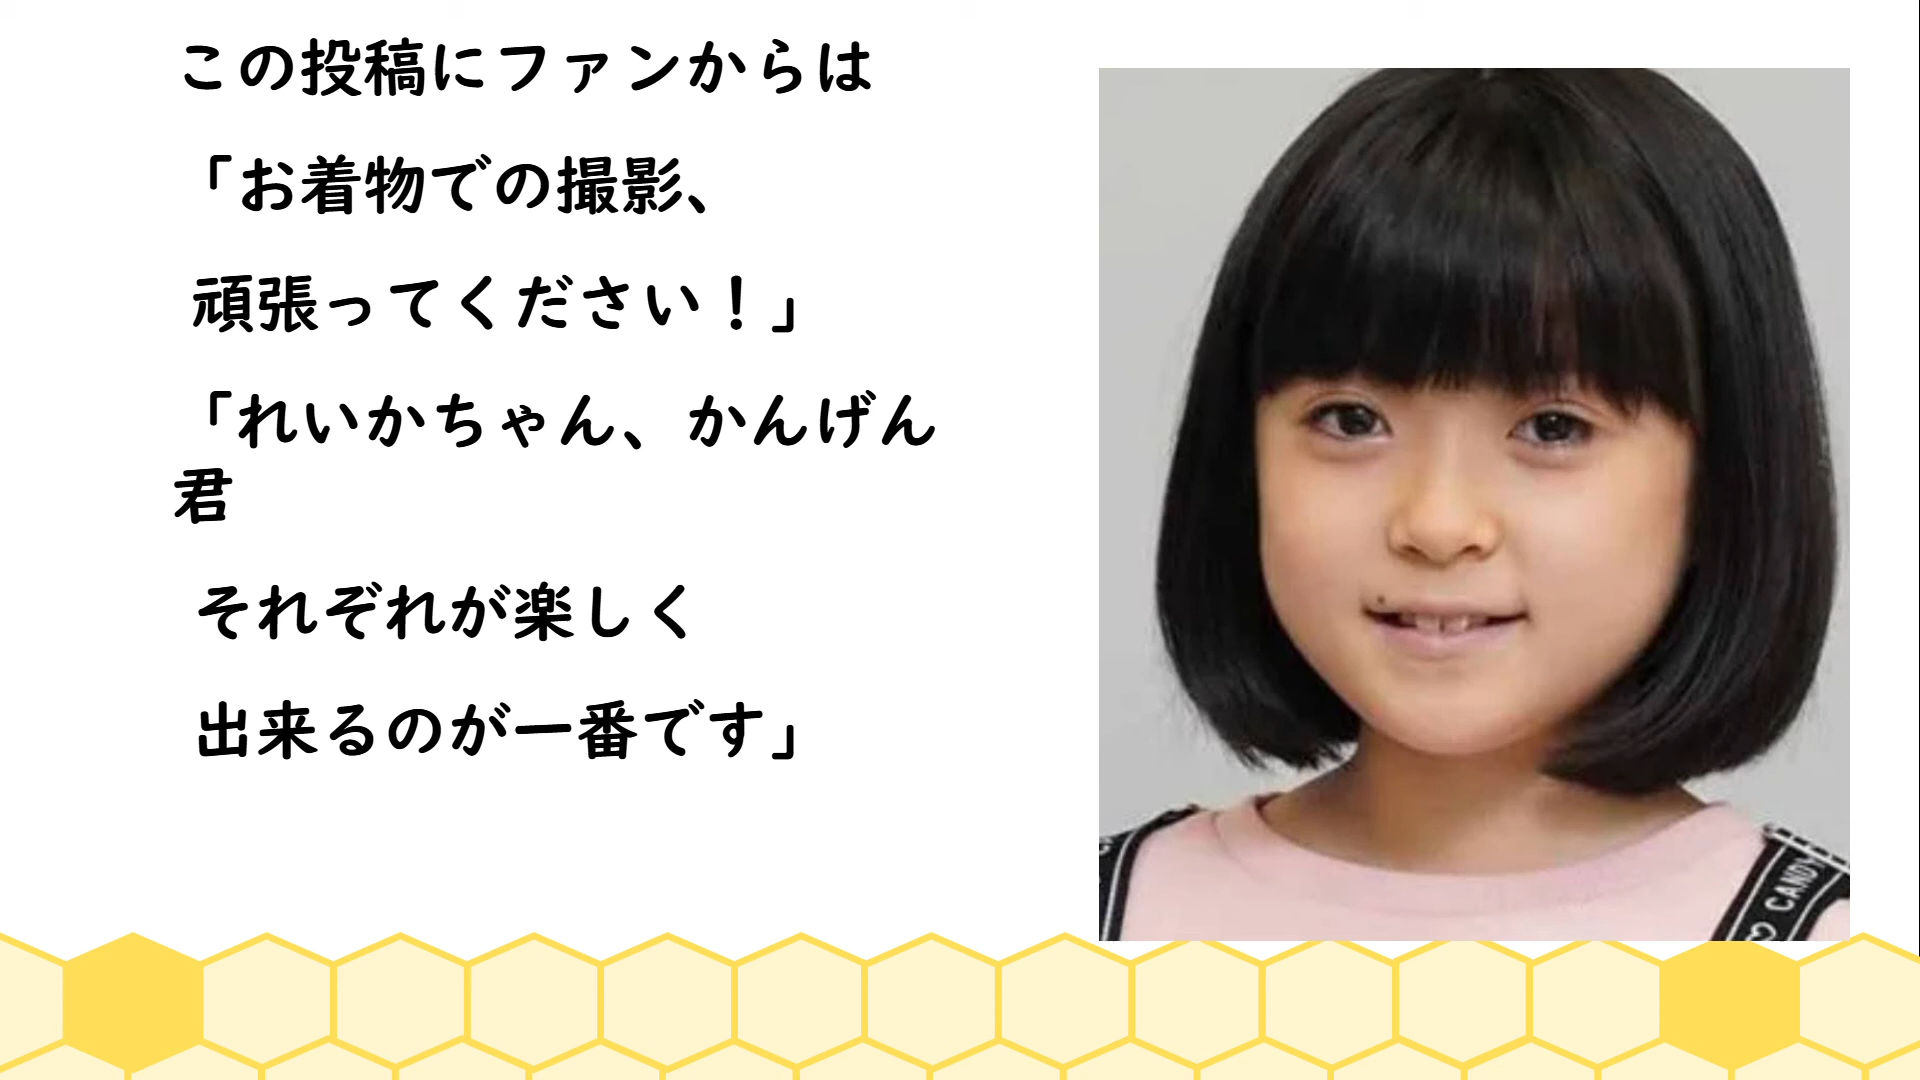 この投稿にファンからは
「お着物での撮影、
頑張ってください！」
「れいかちゃん、かんげん
君
それぞれが楽しく
出来るのが一番です」
CANDY